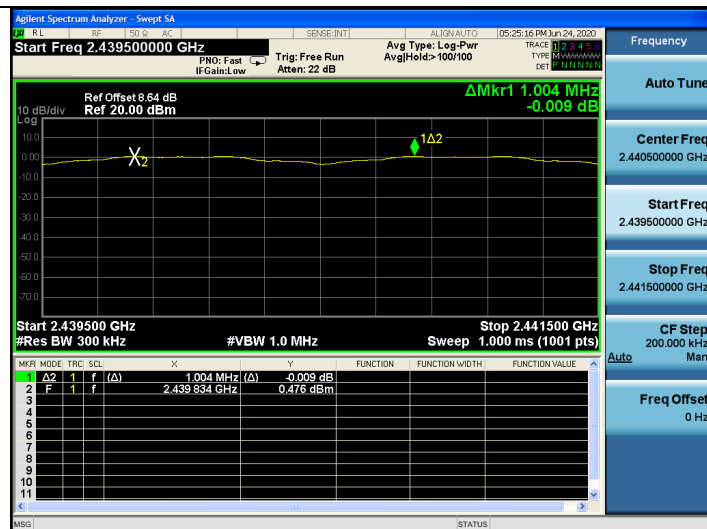 Agilent Spectrum Analyzer - Swept SA
LXI RL RF 50 Ω AC SENSE:INT ALIGNAUTO 05:25:16 PM Jun 24, 2020
Start Freq 2.439500000 GHz
PNO: Fast
IFGain:Low
Trig: Free Run
Atten: 22 dB
Avg Type: Log-Pwr
Avg|Hold:>100/100
TRACE 1 2 3 4 5 6
TYPE MWWWWW
DET P N N N N N
ΔMkr1 1.004 MHz
-0.009 dB
Ref Offset 8.64 dB
Ref 20.00 dBm
10 dB/div
Log
10.0
0.00
-10.0
-20.0
-30.0
-40.0
-50.0
-60.0
-70.0
X2
1Δ2
Start 2.439500 GHz Stop 2.441500 GHz
#Res BW 300 kHz #VBW 1.0 MHz Sweep 1.000 ms (1001 pts)
MKR MODE TRC SCL X Y FUNCTION FUNCTION WIDTH FUNCTION VALUE
1 Δ2 1 f (Δ) 1.004 MHz (Δ) -0.009 dB
2 F 1 f 2.439 834 GHz 0.476 dBm
3
4
5
6
7
8
9
10
11
MSG STATUS
Frequency
Auto Tune
Center Freq
2.440500000 GHz
Start Freq
2.439500000 GHz
Stop Freq
2.441500000 GHz
CF Step
200.000 kHz
Auto Man
Freq Offset
0 Hz